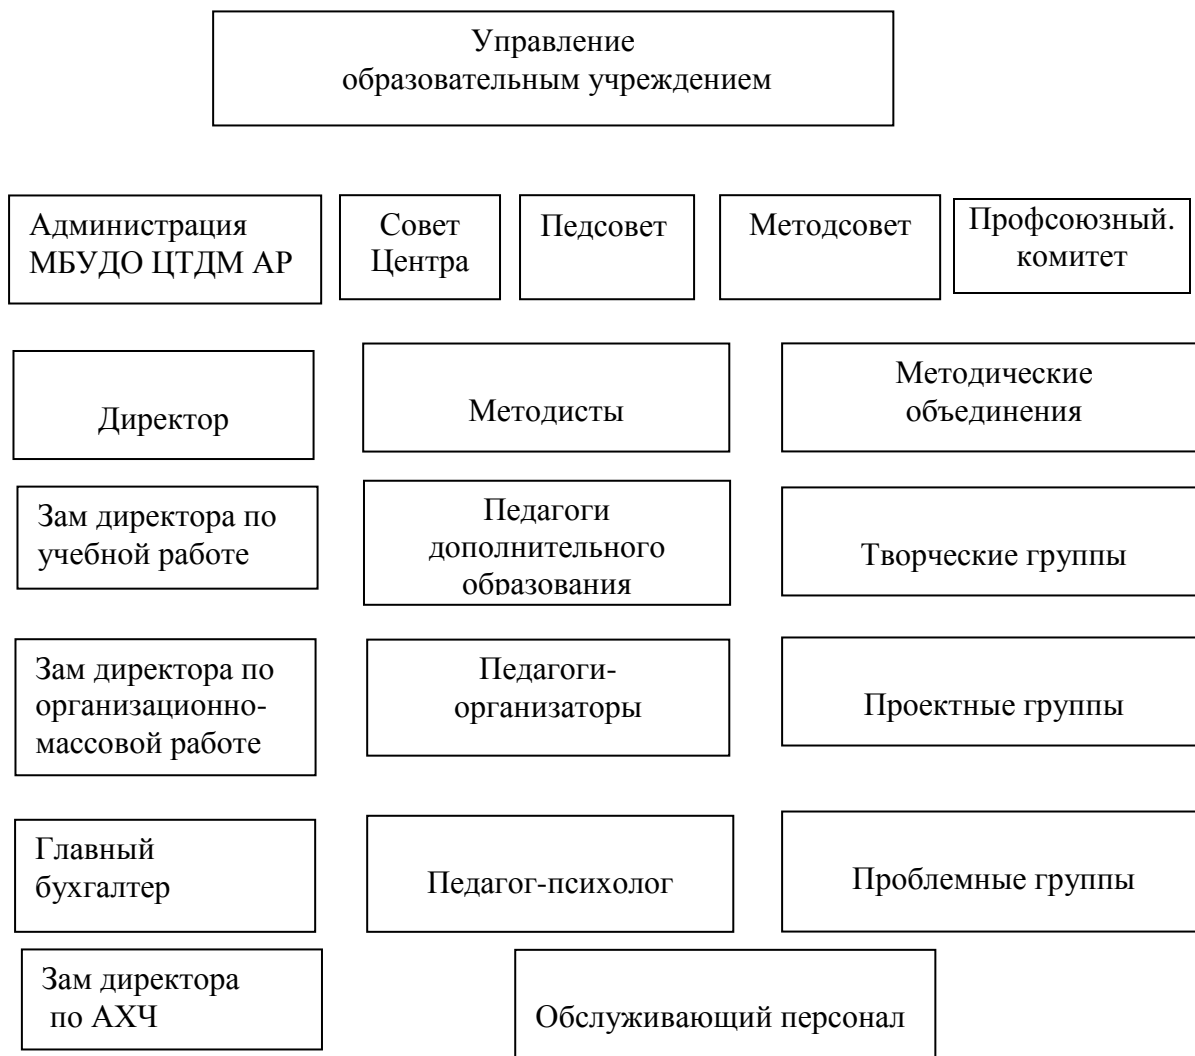 Управление
образовательным учреждением
Администрация
МБУДО ЦТДМ АР
Совет
Центра
Педсовет
Методсовет
Профсоюзный.
комитет
Директор
Методисты
Методические
объединения
Зам директора по
учебной работе
Педагоги
дополнительного
образования
Творческие группы
Зам директора по
организационно-
массовой работе
Педагоги-
организаторы
Проектные группы
Главный
бухгалтер
Педагог-психолог
Проблемные группы
Зам директора
по АХЧ
Обслуживающий персонал